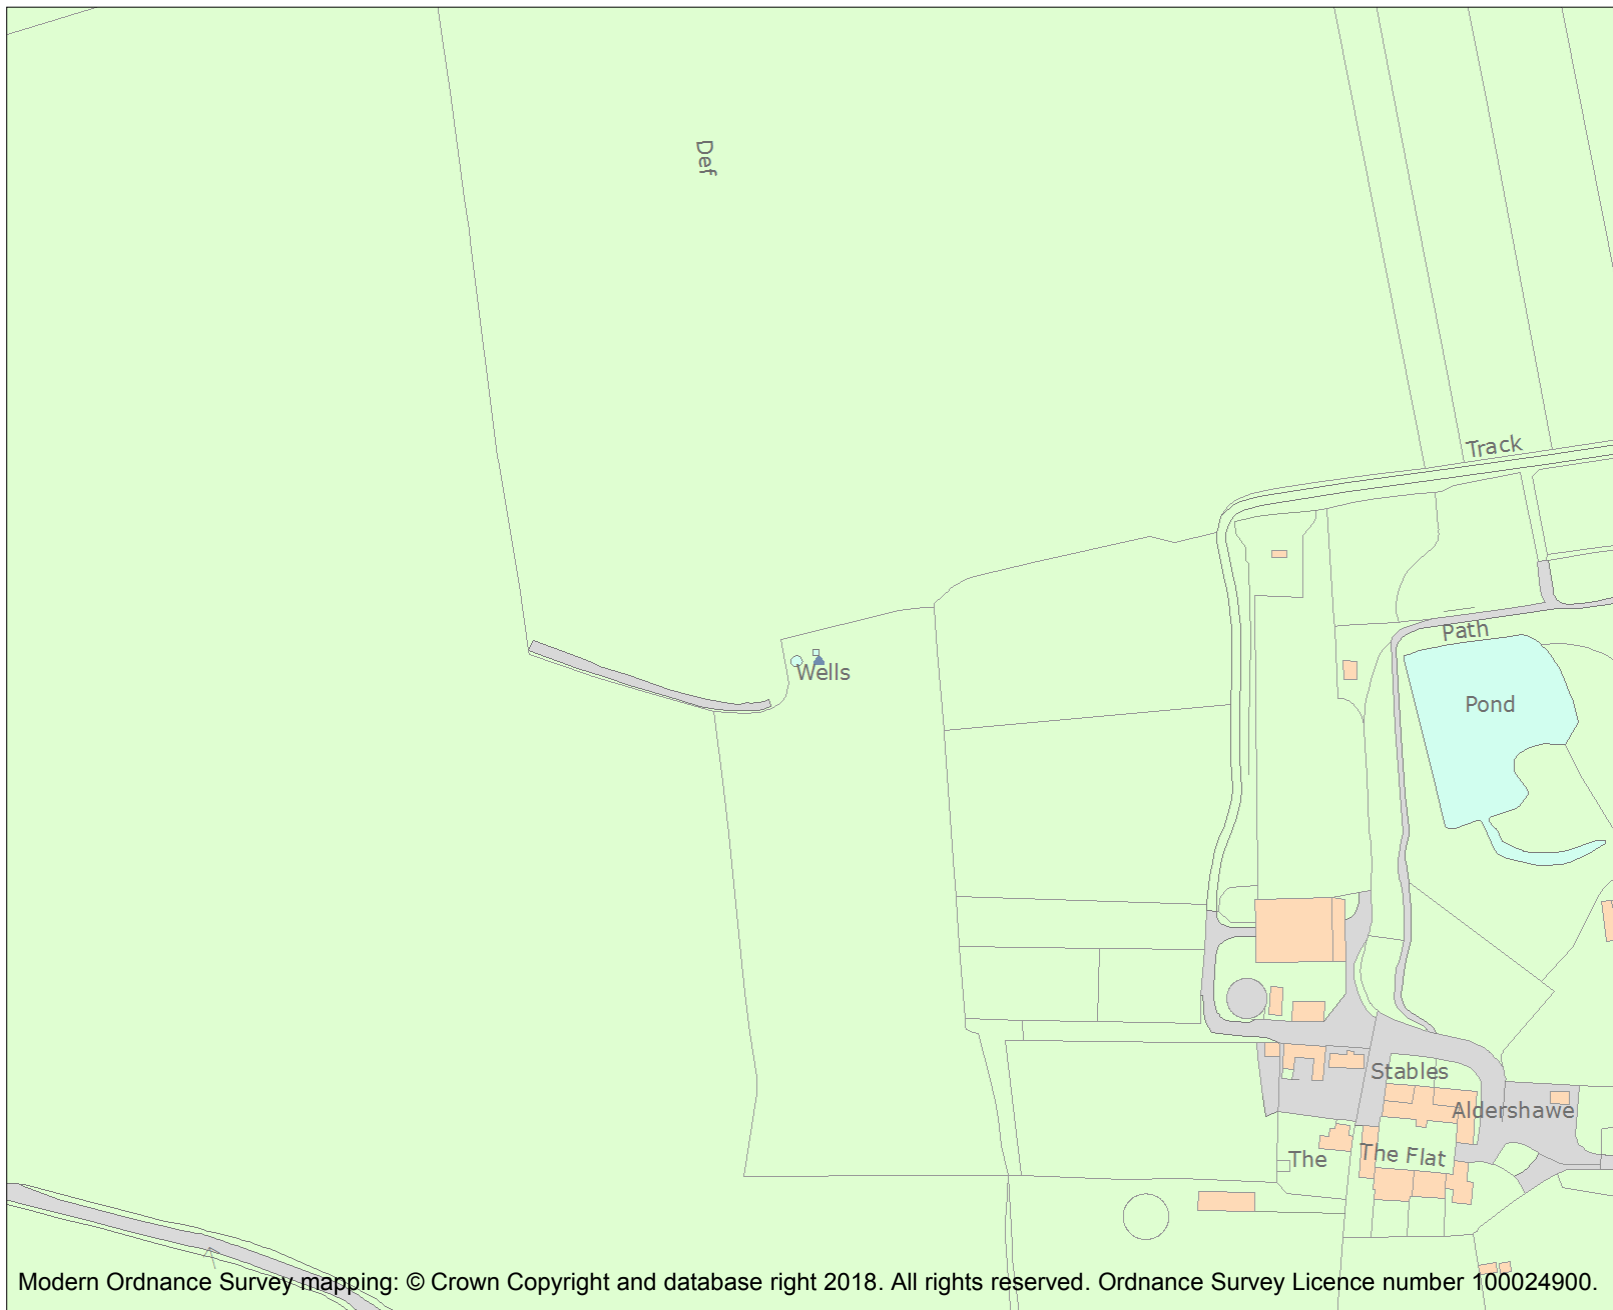 Def
Track
Path
Wells
Pond
Stables
Aldershawe
The Flat
The
Modern Ordnance Survey mapping: © Crown Copyright and database right 2018. All rights reserved. Ordnance Survey Licence number 100024900.